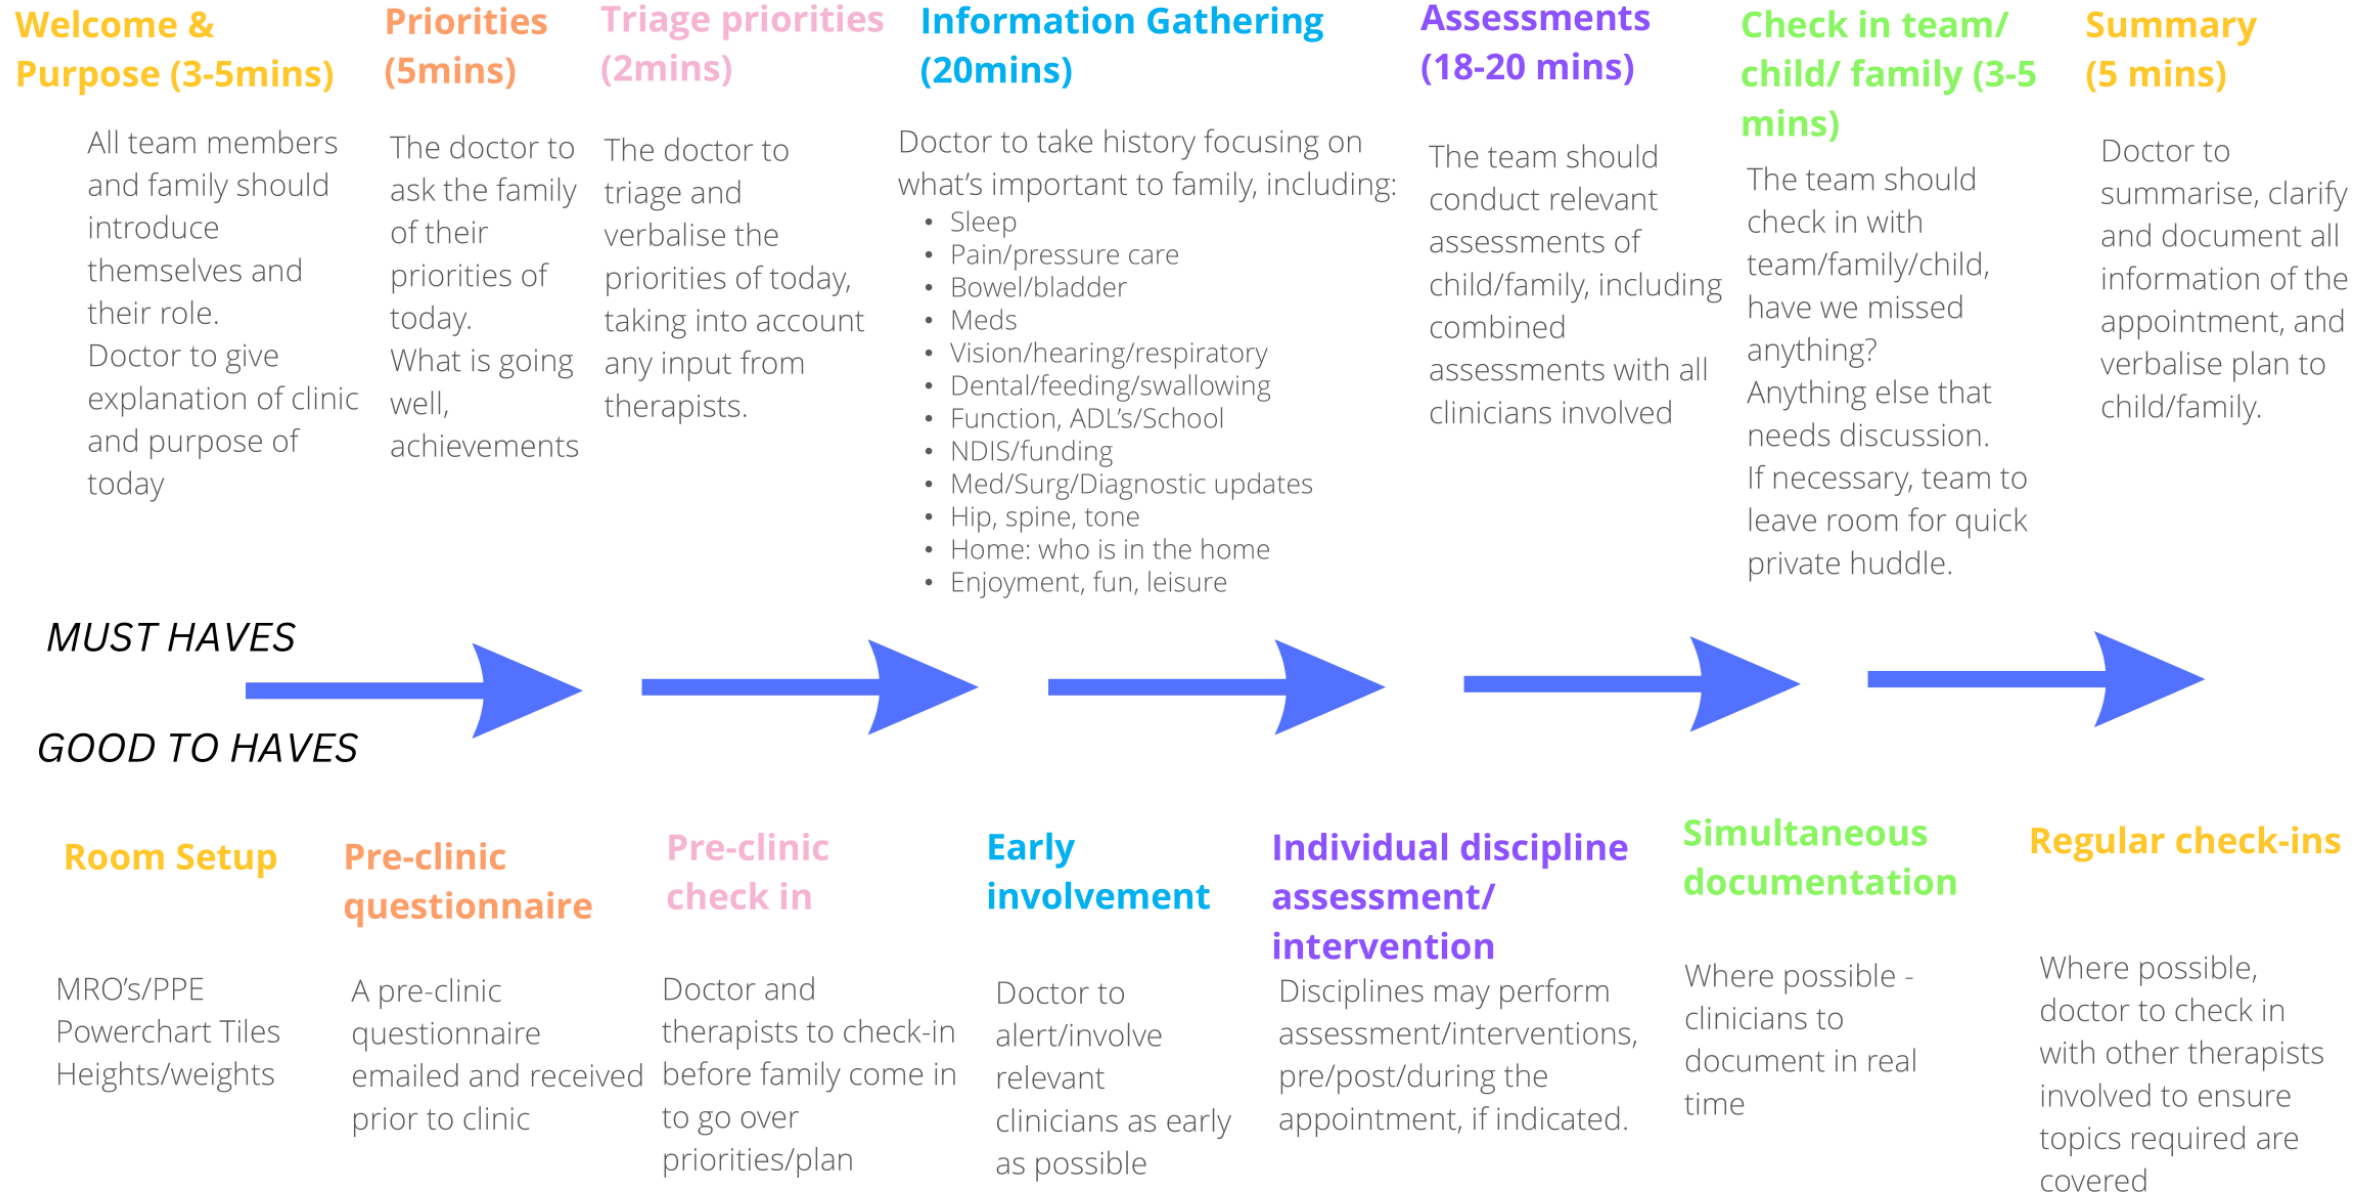 Welcome &
Purpose (3-5mins)
All team members
and family should
introduce
themselves and
their role.
Doctor to give
explanation of clinic
and purpose of
today
Priorities
(5mins)
The doctor to
ask the family
of their
priorities of
today.
What is going
well,
achievements
Triage priorities
(2mins)
The doctor to
triage and
verbalise the
priorities of today,
taking into account
any input from
therapists.
Information Gathering
(20mins)
Doctor to take history focusing on
what's important to family, including:
• Sleep
• Pain/pressure care
• Bowel/bladder
• Meds
• Vision/hearing/respiratory
• Dental/feeding/swallowing
• Function, ADL's/School
• NDIS/funding
• Med/Surg/Diagnostic updates
• Hip, spine, tone
• Home: who is in the home
• Enjoyment, fun, leisure
Assessments
(18-20 mins)
The team should
conduct relevant
assessments of
child/family, including
combined
assessments with all
clinicians involved
Check in team/
child/ family (3-5
mins)
The team should
check in with
team/family/child,
have we missed
anything?
Anything else that
needs discussion.
If necessary, team to
leave room for quick
private huddle.
Summary
(5 mins)
Doctor to
summarise, clarify
and document all
information of the
appointment, and
verbalise plan to
child/family.
MUST HAVES
GOOD TO HAVES
Room Setup
MRO's/PPE
Powerchart Tiles
Heights/weights
Pre-clinic
questionnaire
A pre-clinic
questionnaire
emailed and received
prior to clinic
Pre-clinic
check in
Doctor and
therapists to check-in
before family come in
to go over
priorities/plan
Early
involvement
Doctor to
alert/involve
relevant
clinicians as early
as possible
Individual discipline
assessment/
intervention
Disciplines may perform
assessment/interventions,
pre/post/during the
appointment, if indicated.
Simultaneous
documentation
Where possible -
clinicians to
document in real
time
Regular check-ins
Where possible,
doctor to check in
with other therapists
involved to ensure
topics required are
covered